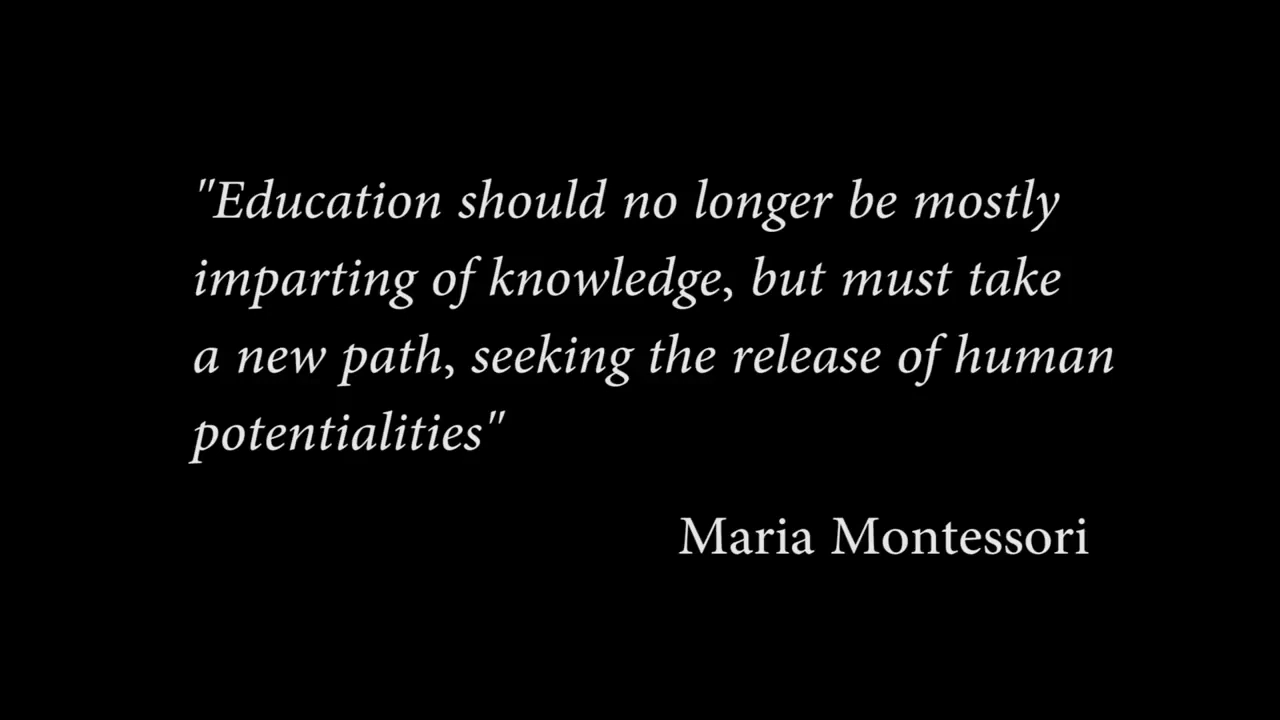 "Education should no longer be mostly
imparting of knowledge, but must take
a new path, seeking the release of human
potentialities"
Maria Montessori